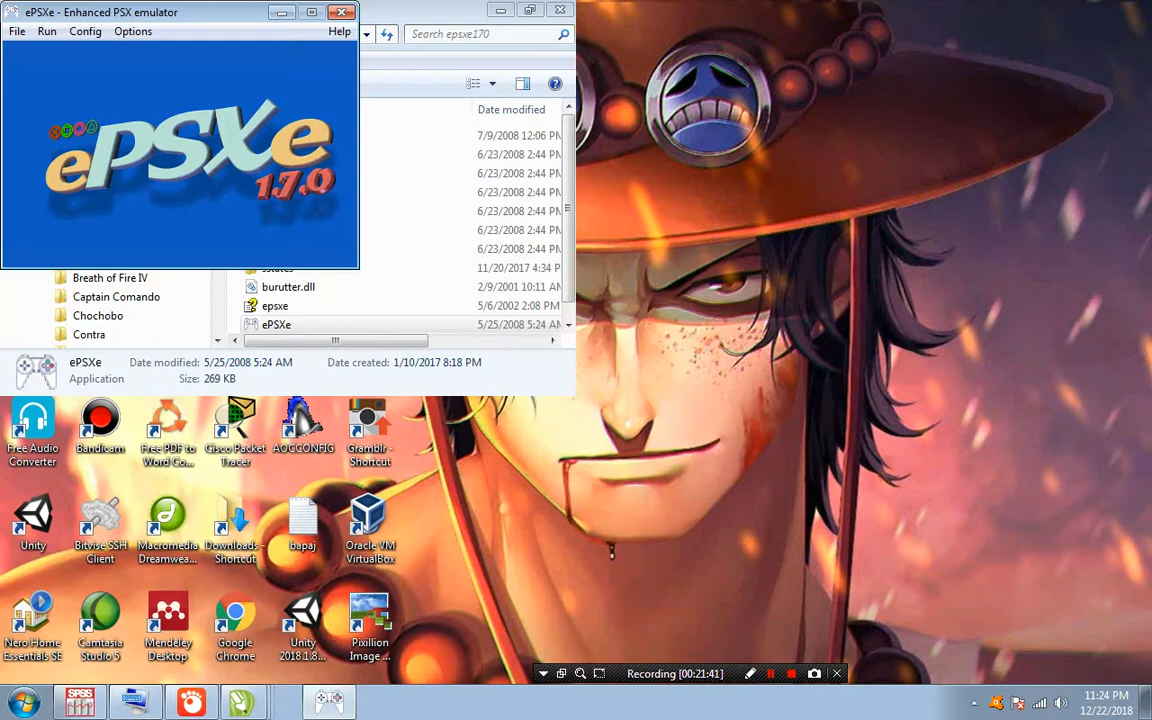 ePSXe - Enhanced PSX emulator
File Run Config Options Help
ePSXe
1.7.0
Search epsxe170
Date modified
7/9/2008 12:06 PM
6/23/2008 2:44 PM
6/23/2008 2:44 PM
6/23/2008 2:44 PM
6/23/2008 2:44 PM
6/23/2008 2:44 PM
6/23/2008 2:44 PM
11/20/2017 4:34 P
Breath of Fire IV
burutter.dll 2/9/2001 10:11 AM
Captain Comando
epsxe 5/6/2002 2:08 PM
Chochobo
ePSXe 5/25/2008 5:24 AM
Contra
ePSXe Date modified: 5/25/2008 5:24 AM Date created: 1/10/2017 8:18 PM
Application Size: 269 KB
Free Audio Converter
Bandicam
Free PDF to Word Co...
Cisco Packet Tracer
AOCCONFIG
Gramblr - Shortcut
Unity
Bitvise SSH Client
Macromedia Dreamwea...
Downloads - Shortcut
bapaj
Oracle VM VirtualBox
Nero Home Essentials SE
Camtasia Studio 5
Mendeley Desktop
Google Chrome
Unity 2018.1.8...
Pixillion Image ...
Recording [00:21:41]
SPSS
11:24 PM
12/22/2018